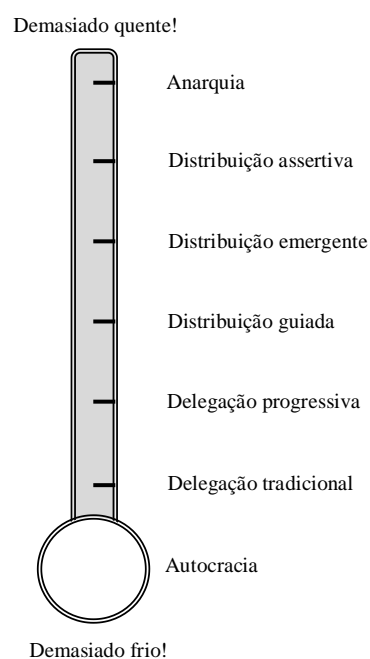 Demasiado quente!
Anarquia
Distribuição assertiva
Distribuição emergente
Distribuição guiada
Delegação progressiva
Delegação tradicional
Autocracia
Demasiado frio!